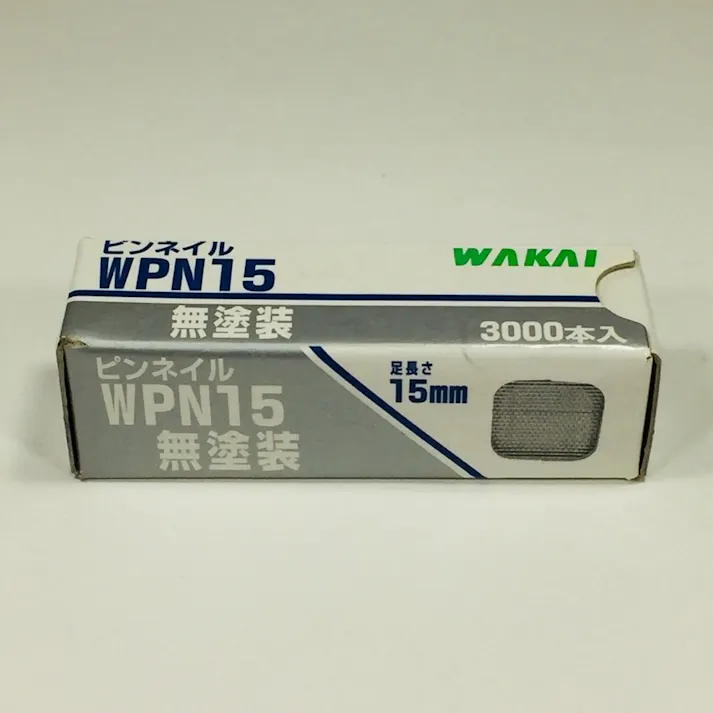 ピンネイル
WPN15
WAKAI
無塗装
3000本入
ピンネイル
WPN15
無塗装
足長さ
15mm